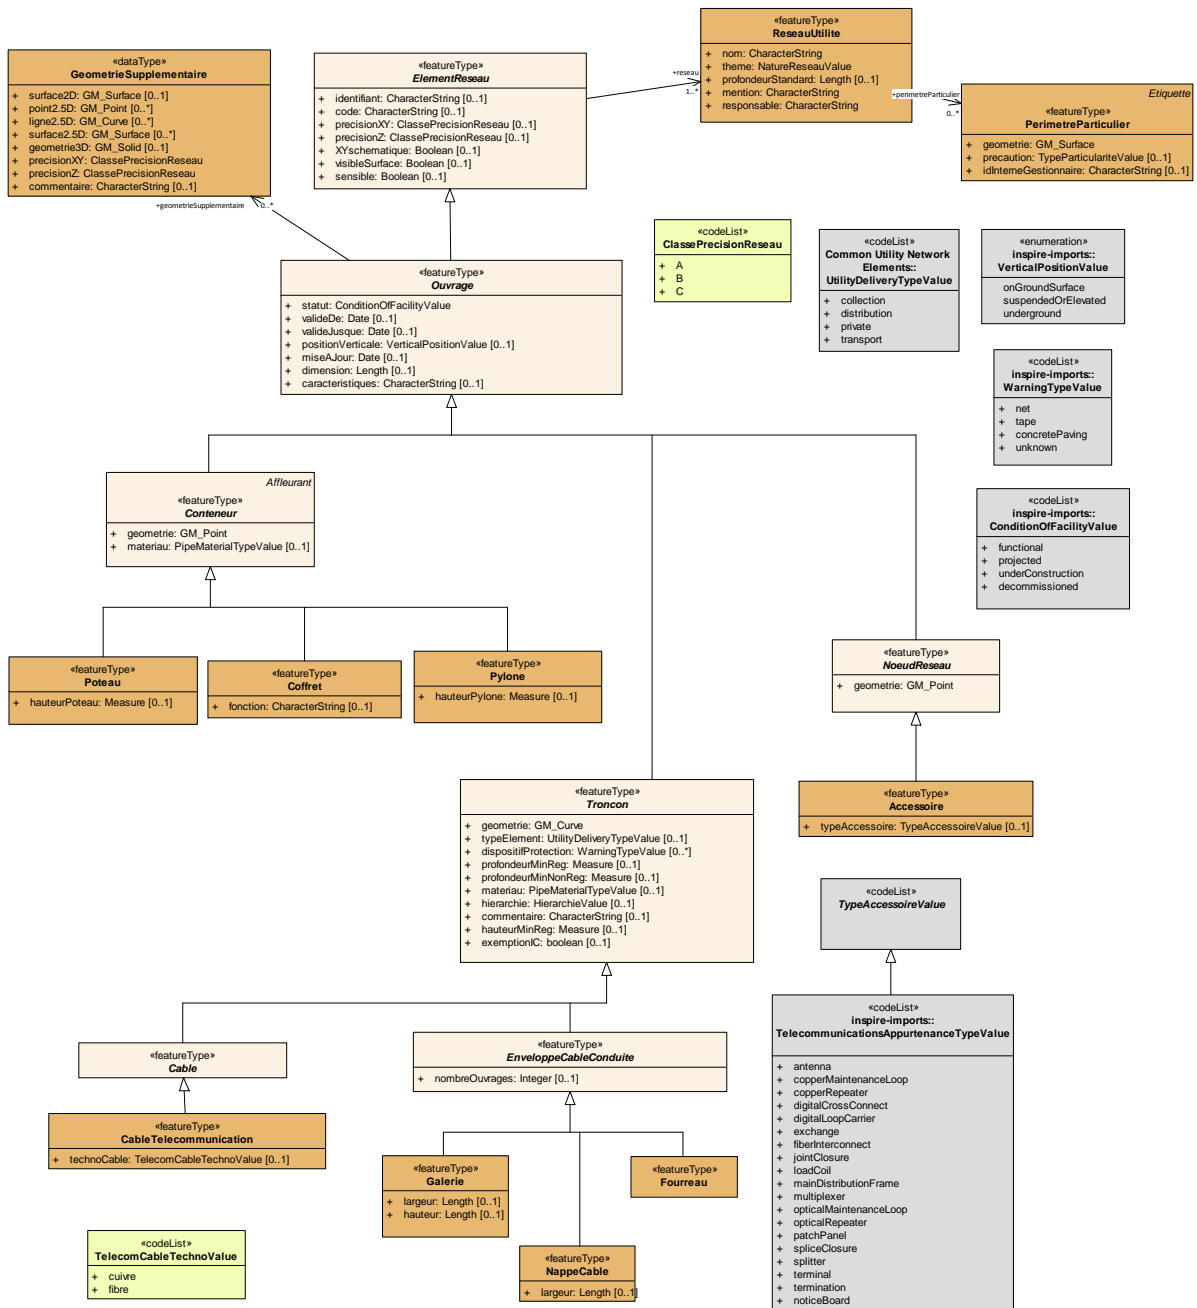 «dataType»
GeometrieSupplementaire
+ surface2D: GM_Surface [0..1]
+ point2.5D: GM_Point [0..*]
+ ligne2.5D: GM_Curve [0..*]
+ surface2.5D: GM_Surface [0..*]
+ geometrie3D: GM_Solid [0..1]
+ precisionXY: ClassePrecisionReseau
+ precisionZ: ClassePrecisionReseau
+ commentaire: CharacterString [0..1]
«featureType»
ElementReseau
+ identifiant: CharacterString [0..1]
+ code: CharacterString [0..1]
+ precisionXY: ClassePrecisionReseau [0..1]
+ precisionZ: ClassePrecisionReseau [0..1]
+ XYschematique: Boolean [0..1]
+ visibleSurface: Boolean [0..1]
+ sensible: Boolean [0..1]
+reseau
1..*
«featureType»
ReseauUtilite
+ nom: CharacterString
+ theme: NatureReseauValue
+ profondeurStandard: Length [0..1]
+ mention: CharacterString
+ responsable: CharacterString
+perimetreParticulier
0..*
Etiquette
«featureType»
PerimetreParticulier
+ geometrie: GM_Surface
+ precaution: TypeParticulariteValue [0..1]
+ idInterneGestionnaire: CharacterString [0..1]
+geometrieSupplementaire
0..*
«featureType»
Ouvrage
+ statut: ConditionOfFacilityValue
+ valideDe: Date [0..1]
+ valideJusque: Date [0..1]
+ positionVerticale: VerticalPositionValue [0..1]
+ miseAJour: Date [0..1]
+ dimension: Length [0..1]
+ caracteristiques: CharacterString [0..1]
«codeList»
ClassePrecisionReseau
+ A
+ B
+ C
«codeList»
Common Utility Network
Elements::
UtilityDeliveryTypeValue
+ collection
+ distribution
+ private
+ transport
«enumeration»
inspire-imports::
VerticalPositionValue
onGroundSurface
suspendedOrElevated
underground
«codeList»
inspire-imports::
WarningTypeValue
+ net
+ tape
+ concretePaving
+ unknown
«codeList»
inspire-imports::
ConditionOfFacilityValue
+ functional
+ projected
+ underConstruction
+ decommissioned
Affleurant
«featureType»
Conteneur
+ geometrie: GM_Point
+ materiau: PipeMaterialTypeValue [0..1]
«featureType»
Poteau
+ hauteurPoteau: Measure [0..1]
«featureType»
Coffret
+ fonction: CharacterString [0..1]
«featureType»
Pylone
+ hauteurPylone: Measure [0..1]
«featureType»
NoeudReseau
+ geometrie: GM_Point
«featureType»
Accessoire
+ typeAccessoire: TypeAccessoireValue [0..1]
«featureType»
Troncon
+ geometrie: GM_Curve
+ typeElement: UtilityDeliveryTypeValue [0..1]
+ dispositifProtection: WarningTypeValue [0..*]
+ profondeurMinReg: Measure [0..1]
+ profondeurMinNonReg: Measure [0..1]
+ materiau: PipeMaterialTypeValue [0..1]
+ hierarchie: HierarchieValue [0..1]
+ commentaire: CharacterString [0..1]
+ hauteurMinReg: Measure [0..1]
+ exemptionIC: boolean [0..1]
«codeList»
TypeAccessoireValue
«codeList»
inspire-imports::
TelecommunicationsAppurtenanceTypeValue
+ antenna
+ copperMaintenanceLoop
+ copperRepeater
+ digitalCrossConnect
+ digitalLoopCarrier
+ exchange
+ fiberInterconnect
+ jointClosure
+ loadCoil
+ mainDistributionFrame
+ multiplexer
+ opticalMaintenanceLoop
+ opticalRepeater
+ patchPanel
+ spliceClosure
+ splitter
+ terminal
+ termination
+ noticeBoard
«featureType»
Cable
«featureType»
CableTelecommunication
+ technoCable: TelecomCableTechnoValue [0..1]
«featureType»
EnveloppeCableConduite
+ nombreOuvrages: Integer [0..1]
«featureType»
Galerie
+ largeur: Length [0..1]
+ hauteur: Length [0..1]
«featureType»
Fourreau
«featureType»
NappeCable
+ largeur: Length [0..1]
«codeList»
TelecomCableTechnoValue
+ cuivre
+ fibre